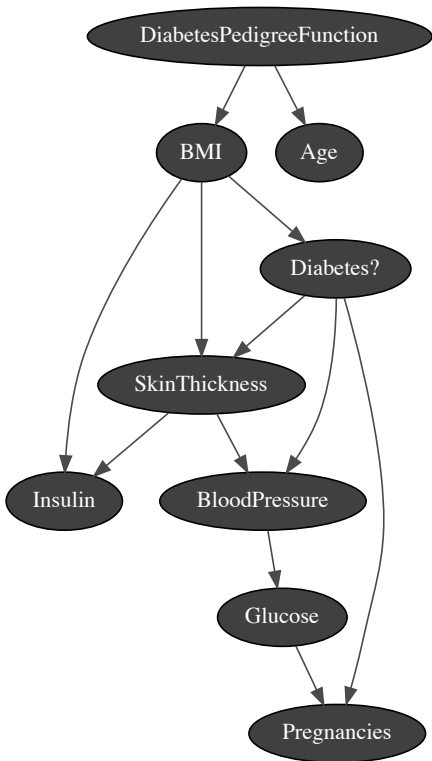 DiabetesPedigreeFunction
BMI
Age
Diabetes?
SkinThickness
Insulin
BloodPressure
Glucose
Pregnancies